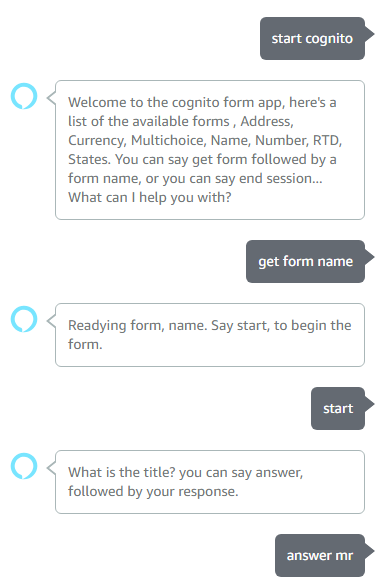 start cognito
Welcome to the cognito form app, here's a
list of the available forms , Address,
Currency, Multichoice, Name, Number, RTD,
States. You can say get form followed by a
form name, or you can say end session...
What can I help you with?
get form name
Readying form, name. Say start, to begin the
form.
start
What is the title? you can say answer,
followed by your response.
answer mr